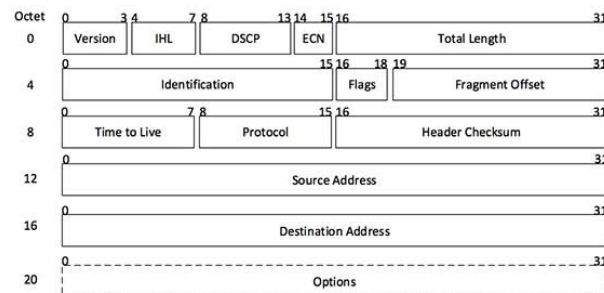 Octet
0 3 4 7 8 13 14 15 16 31
0 Version IHL DSCP ECN Total Length
0 15 16 18 19 31
4 Identification Flags Fragment Offset
0 7 8 15 16 31
8 Time to Live Protocol Header Checksum
0 31
12 Source Address
0 31
16 Destination Address
0 31
20 Options